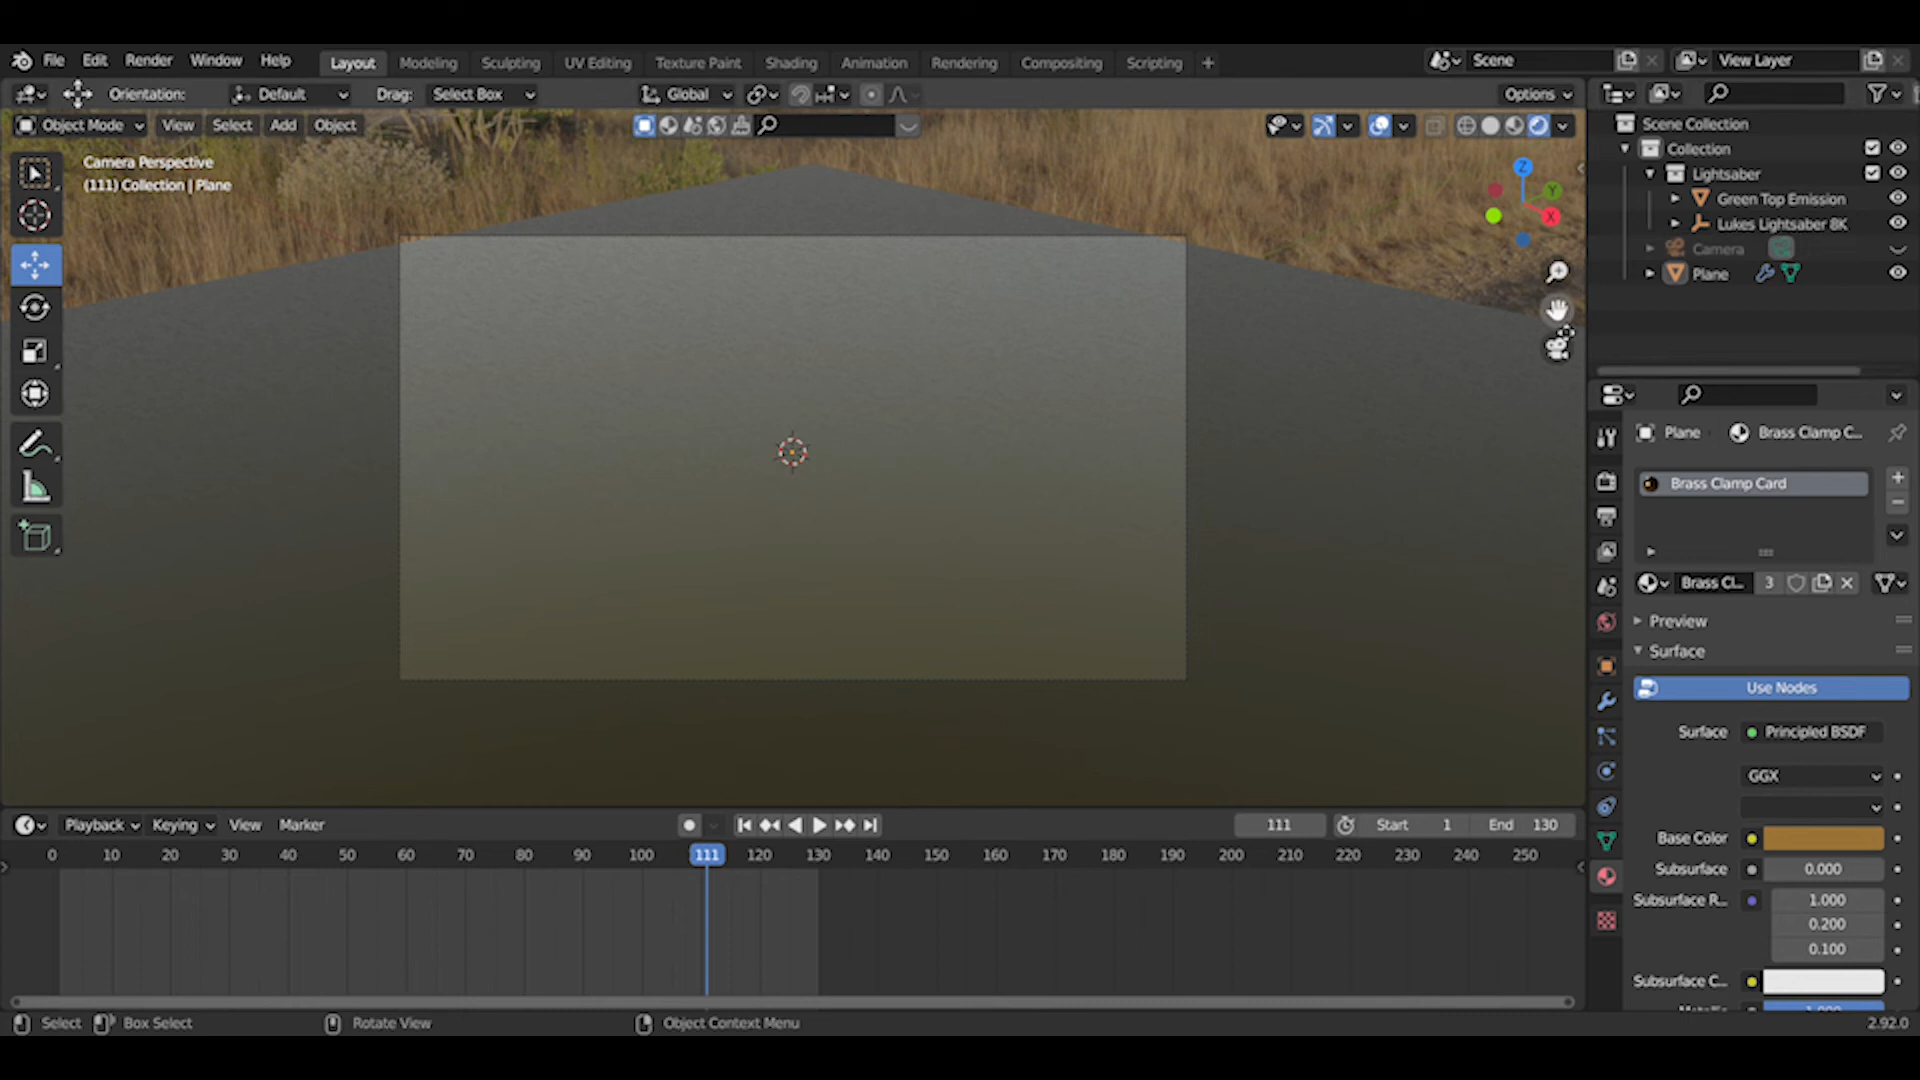 File Edit Render Window Help Layout Modeling Sculpting UV Editing Texture Paint Shading Animation Rendering Compositing Scripting + Scene View Layer
Orientation: Default Drag: Select Box Global Options
Object Mode View Select Add Object
Camera Perspective
(111) Collection | Plane
Z
Y
X
Scene Collection
Collection
Lightsaber
Green Top Emission
Lukes Lightsaber 8K
Camera
Plane
Plane Brass Clamp C...
Brass Clamp Card
Brass Cl... 3
Preview
Surface
Use Nodes
Surface Principled BSDF
GGX
Base Color
Subsurface 0.000
Subsurface R... 1.000
0.200
0.100
Subsurface C...
Playback Keying View Marker 111 Start 1 End 130
0 10 20 30 40 50 60 70 80 90 100 111 120 130 140 150 160 170 180 190 200 210 220 230 240 250
Select Box Select Rotate View Object Context Menu 2.92.0